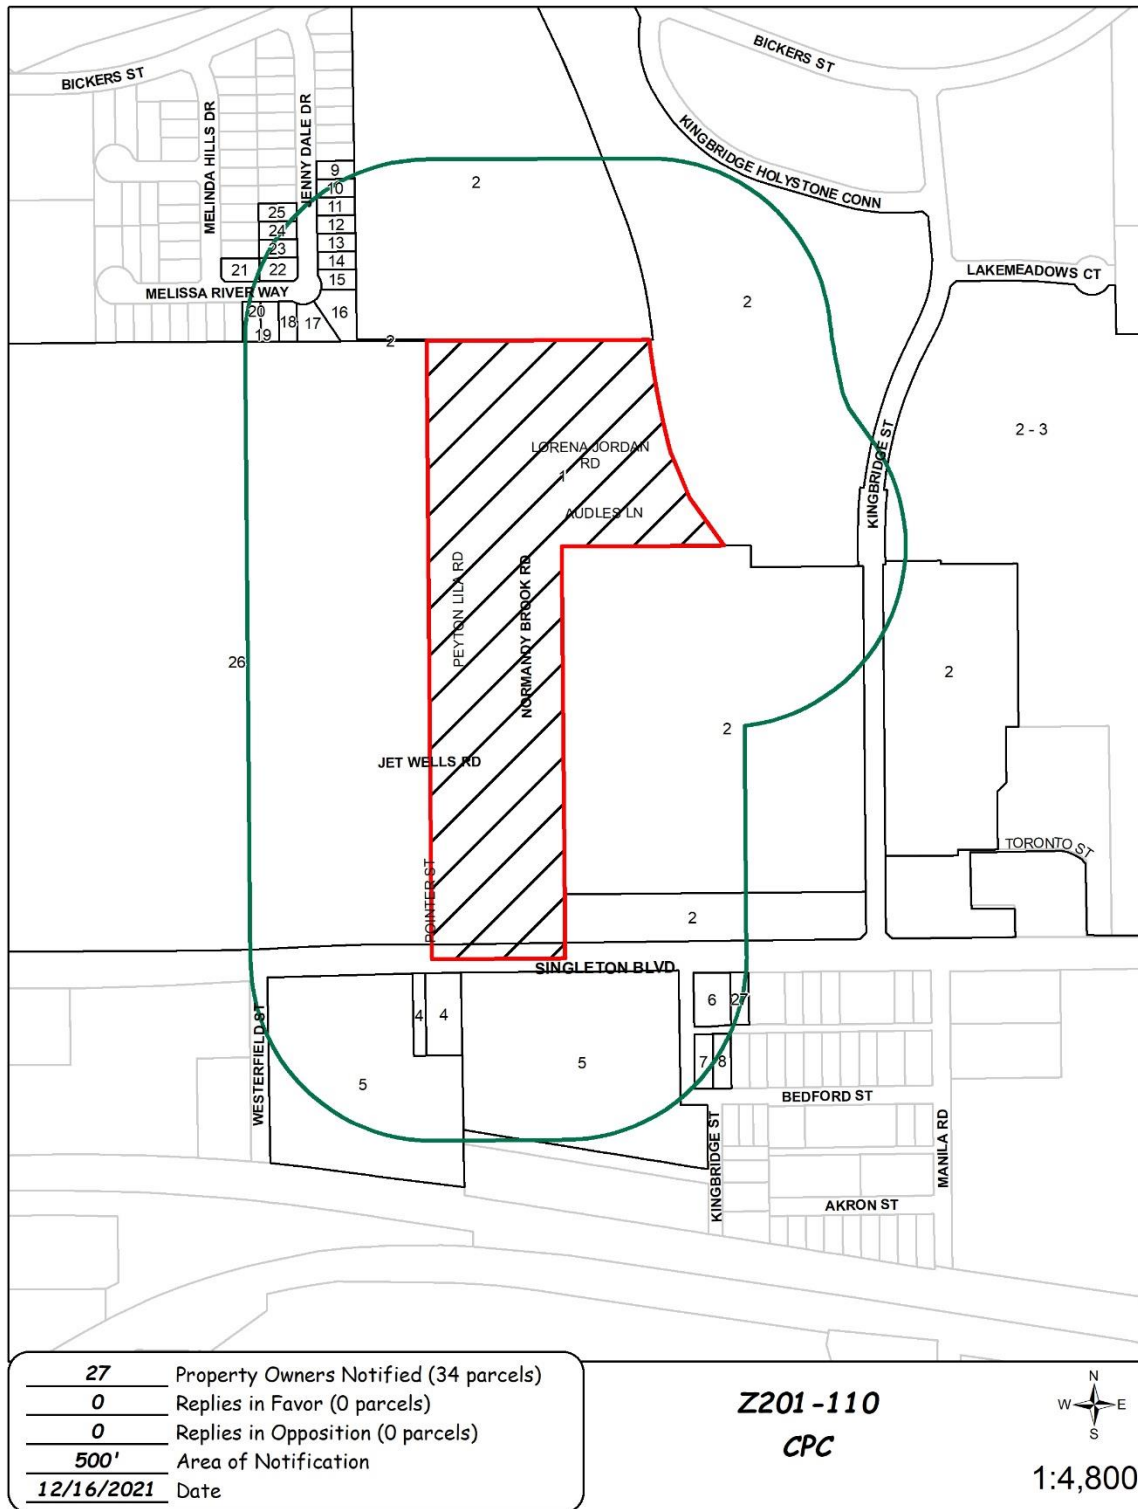 BICKERS ST
BICKERS ST
MELINDA HILLS DR
JENNY DALE DR
KINGBRIDGE HOLYSTONE CONN
9
2
10
11
25
12
24
13
23
14
21
22
15
LAKEMEADOWS CT
MELISSA RIVER WAY
20
16
18
17
19
2
2
2 - 3
LORENA JORDAN
RD
1
KINGBRIDGE ST
AUDLES LN
PEYTON LILA RD
NORMANDY BROOK RD
26
2
2
JET WELLS RD
TORONTO ST
POINTER ST
2
SINGLETON BLVD
6
27
4
4
WESTERFIELD ST
5
5
7
8
BEDFORD ST
KINGBRIDGE ST
MANILA RD
AKRON ST
27 Property Owners Notified (34 parcels)
0 Replies in Favor (0 parcels)
0 Replies in Opposition (0 parcels)
500' Area of Notification
12/16/2021 Date
Z201-110
CPC
N
W E
S
1:4,800